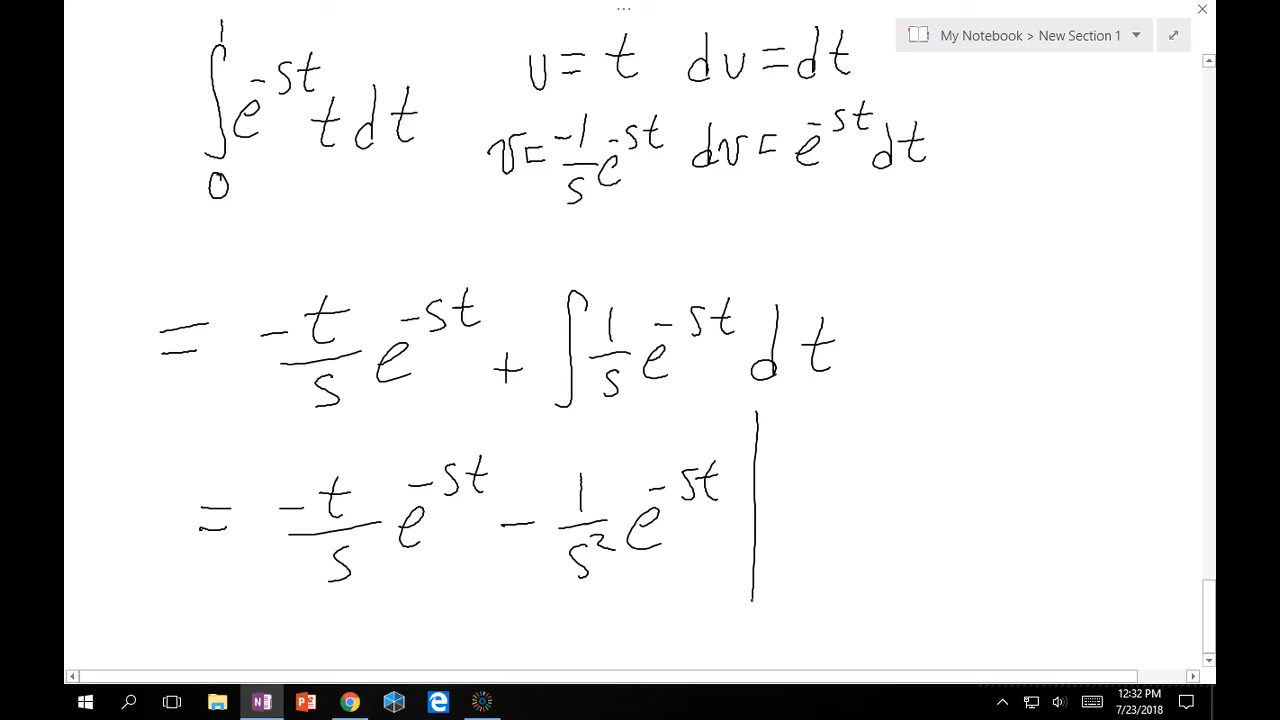 My Notebook > New Section 1
∫₀¹ e^{-st} t dt
u = t du = dt
v = -1/s e^{-st} dv = e^{-st} dt
= -t/s e^{-st} + ∫ 1/s e^{-st} dt
= -t/s e^{-st} - 1/s² e^{-st} |
12:32 PM
7/23/2018